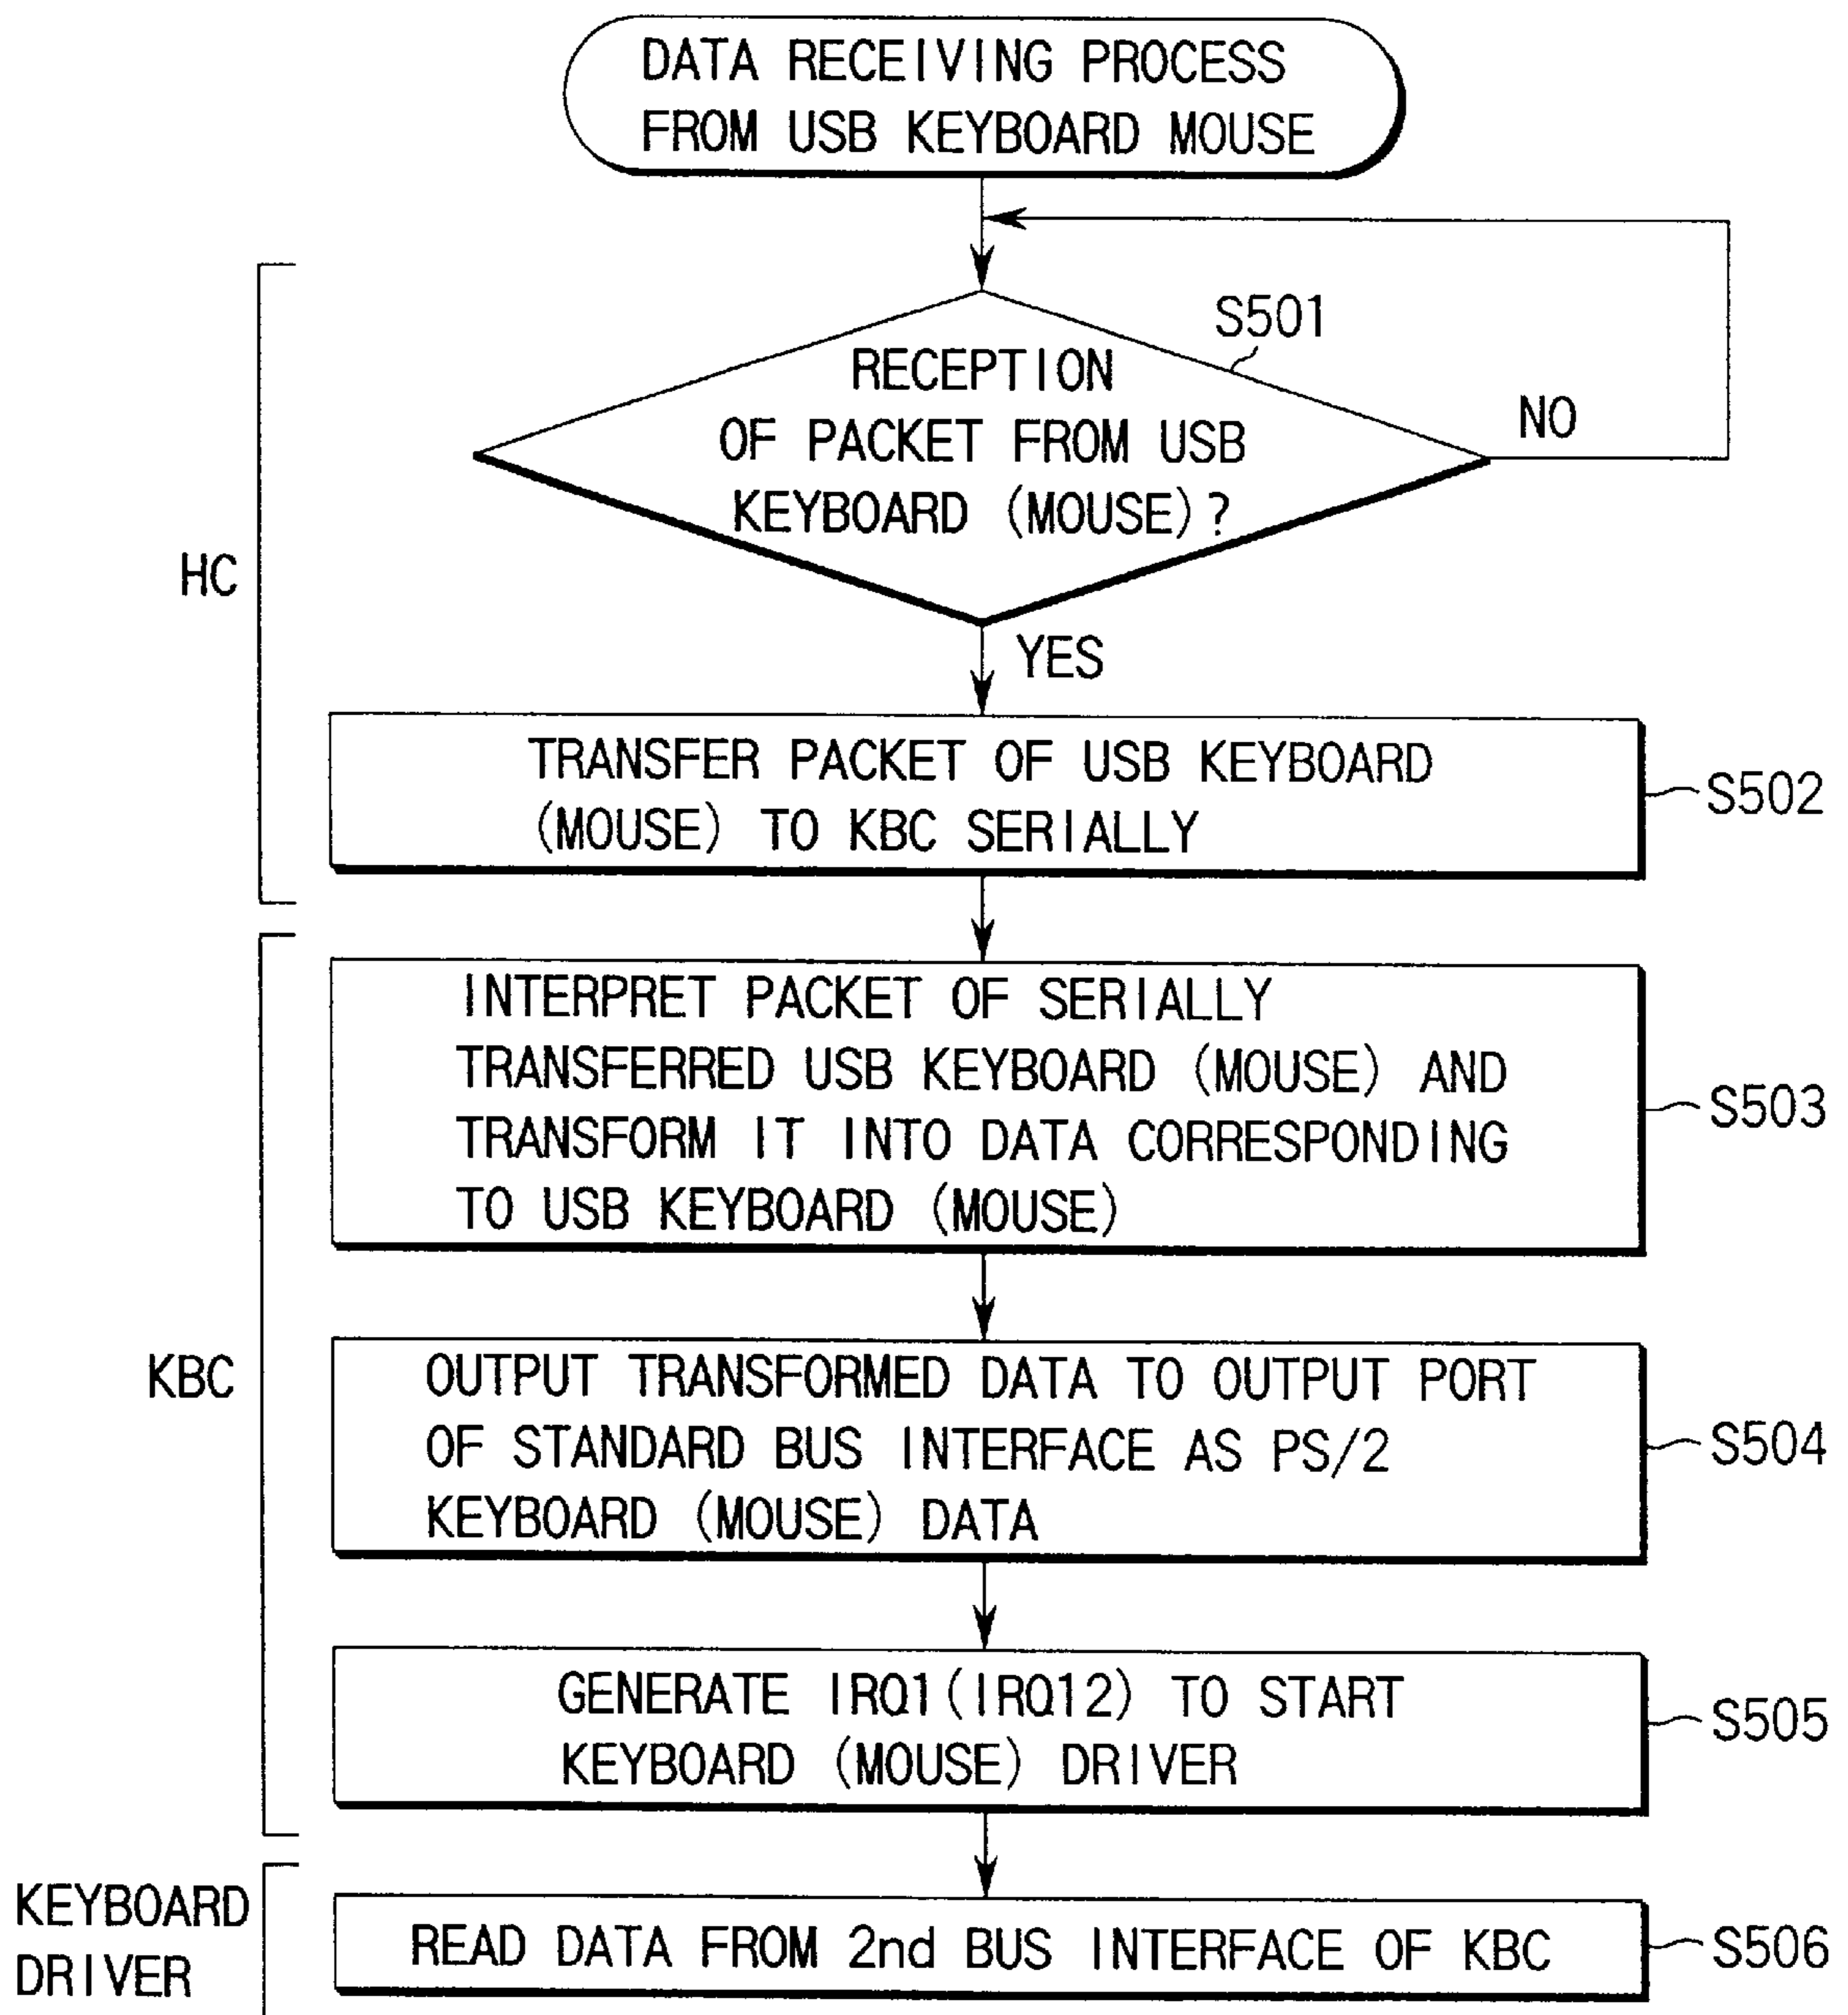 DATA RECEIVING PROCESS
FROM USB KEYBOARD MOUSE
S501
RECEPTION
OF PACKET FROM USB
KEYBOARD (MOUSE)?
NO
HC
YES
TRANSFER PACKET OF USB KEYBOARD
(MOUSE) TO KBC SERIALLY
S502
INTERPRET PACKET OF SERIALLY
TRANSFERRED USB KEYBOARD (MOUSE) AND
TRANSFORM IT INTO DATA CORRESPONDING
TO USB KEYBOARD (MOUSE)
S503
KBC
OUTPUT TRANSFORMED DATA TO OUTPUT PORT
OF STANDARD BUS INTERFACE AS PS/2
KEYBOARD (MOUSE) DATA
S504
GENERATE IRQ1(IRQ12) TO START
KEYBOARD (MOUSE) DRIVER
S505
KEYBOARD
DRIVER
READ DATA FROM 2nd BUS INTERFACE OF KBC
S506